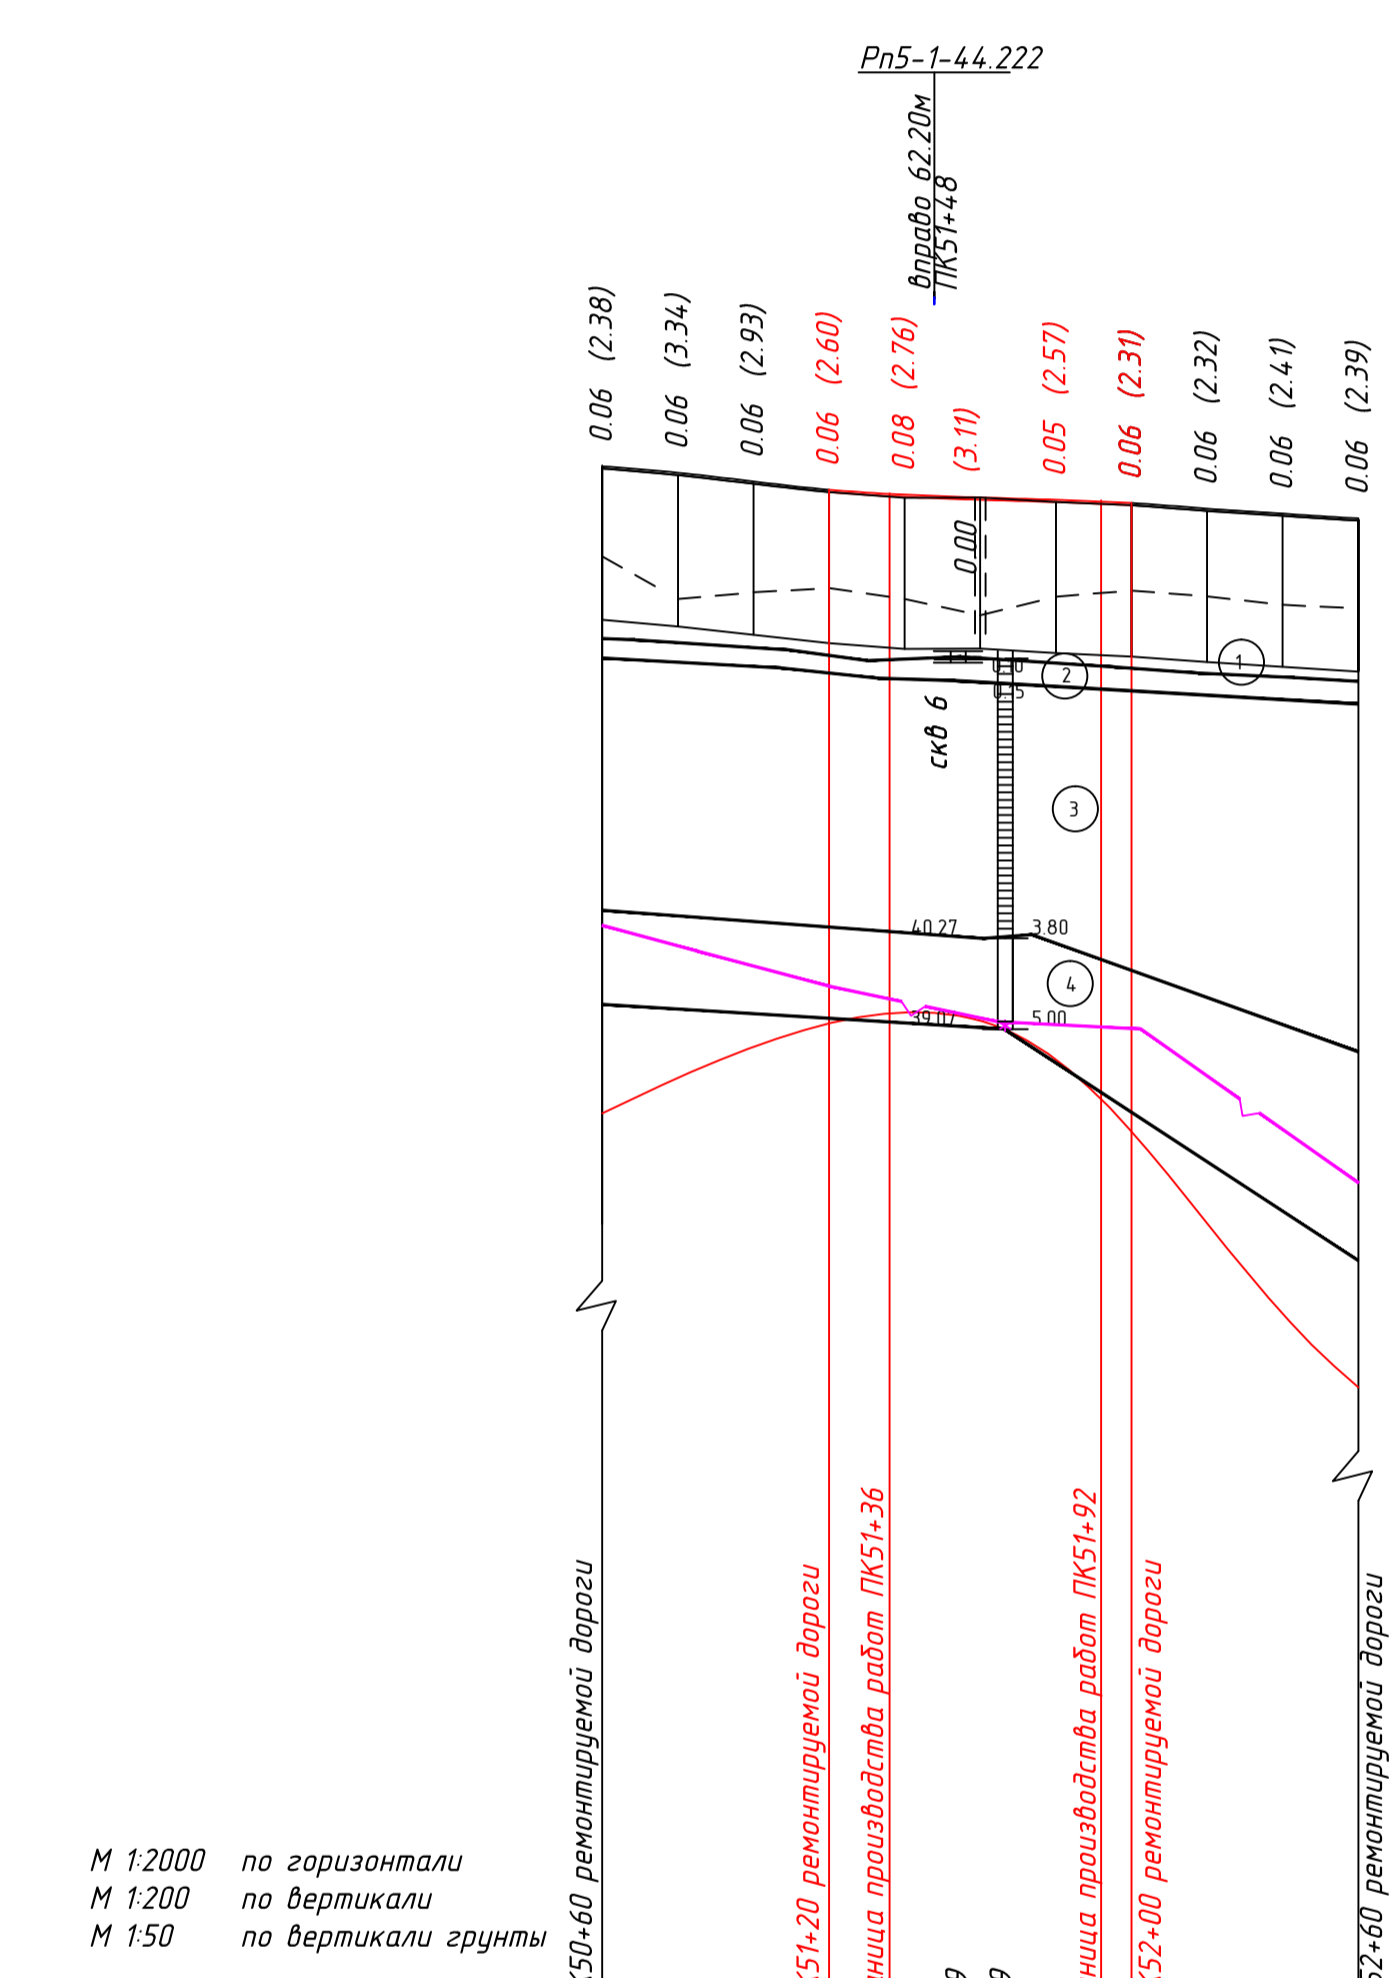 Рп5-1-44.222
вправо 62.20м
ПК51+48
0.06 (2.38)
0.06 (3.34)
0.06 (2.93)
0.06 (2.60)
0.08 (2.76)
(3.11)
0.05 (2.57)
0.06 (2.31)
0.06 (2.32)
0.06 (2.41)
0.06 (2.39)
0.00
1
2
0.15
скв 6
3
40.27
3.80
4
39.07
5.00
К50+60 ремонтируемой дороги
К51+20 ремонтируемой дороги
ница производства работ ПК51+36
ница производства работ ПК51+92
К52+00 ремонтируемой дороги
52+60 ремонтируемой дороги
М 1:2000 по горизонтали
М 1:200 по вертикали
М 1:50 по вертикали грунты